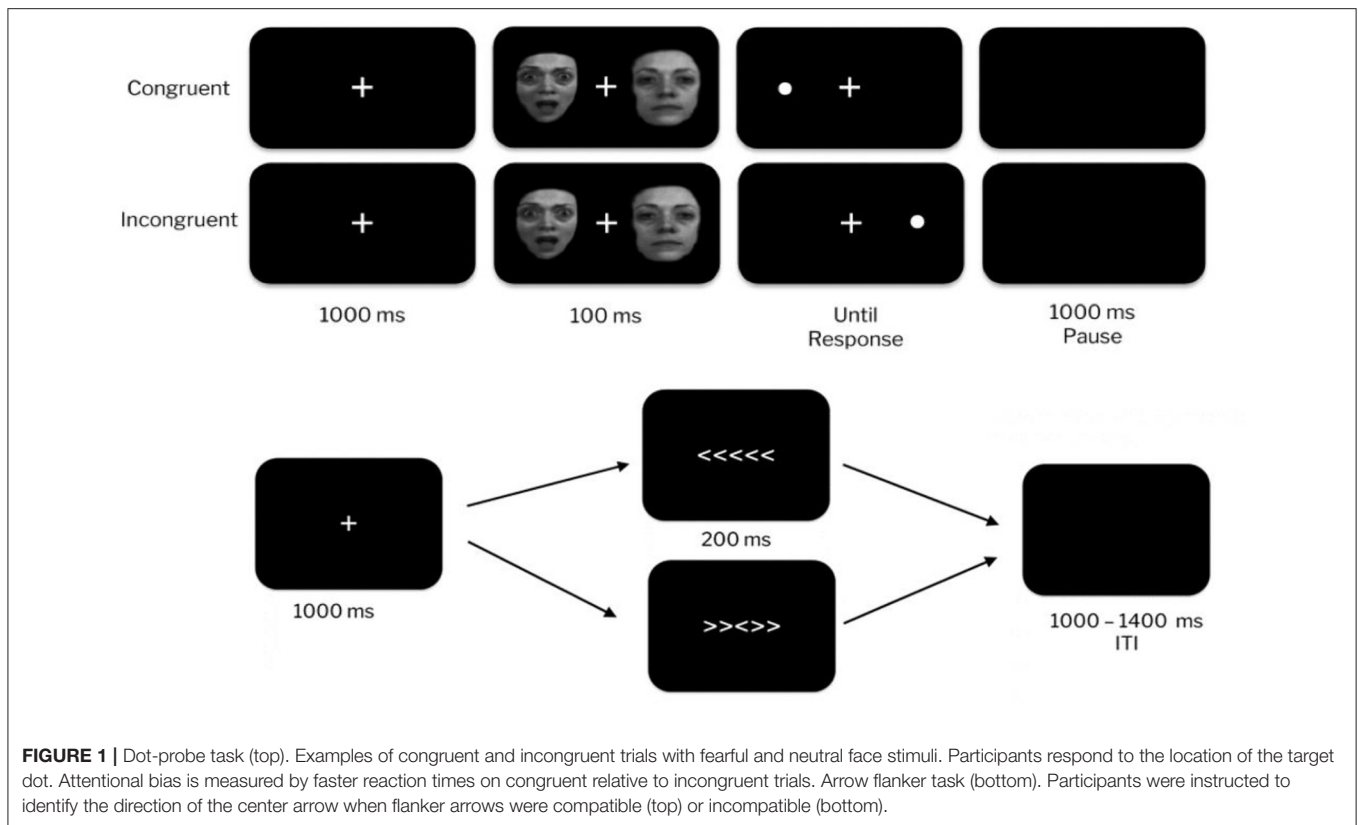 Congruent
+
+
+
Incongruent
+
+
+
1000 ms
100 ms
Until
Response
1000 ms
Pause
+
1000 ms
<<<<<
200 ms
>><>>
1000 – 1400 ms
ITI
FIGURE 1 | Dot-probe task (top). Examples of congruent and incongruent trials with fearful and neutral face stimuli. Participants respond to the location of the target
dot. Attentional bias is measured by faster reaction times on congruent relative to incongruent trials. Arrow flanker task (bottom). Participants were instructed to
identify the direction of the center arrow when flanker arrows were compatible (top) or incompatible (bottom).